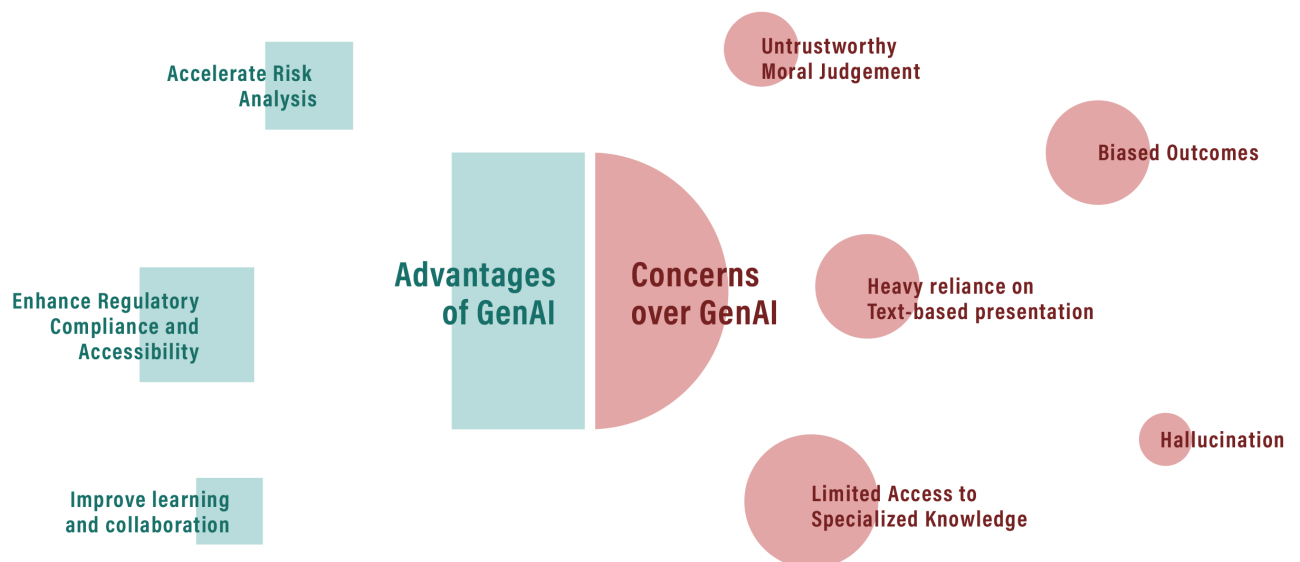 Accelerate Risk
Analysis
Enhance Regulatory
Compliance and
Accessibility
Improve learning
and collaboration
Advantages
of GenAI
Concerns
over GenAI
Untrustworthy
Moral Judgement
Biased Outcomes
Heavy reliance on
Text-based presentation
Hallucination
Limited Access to
Specialized Knowledge